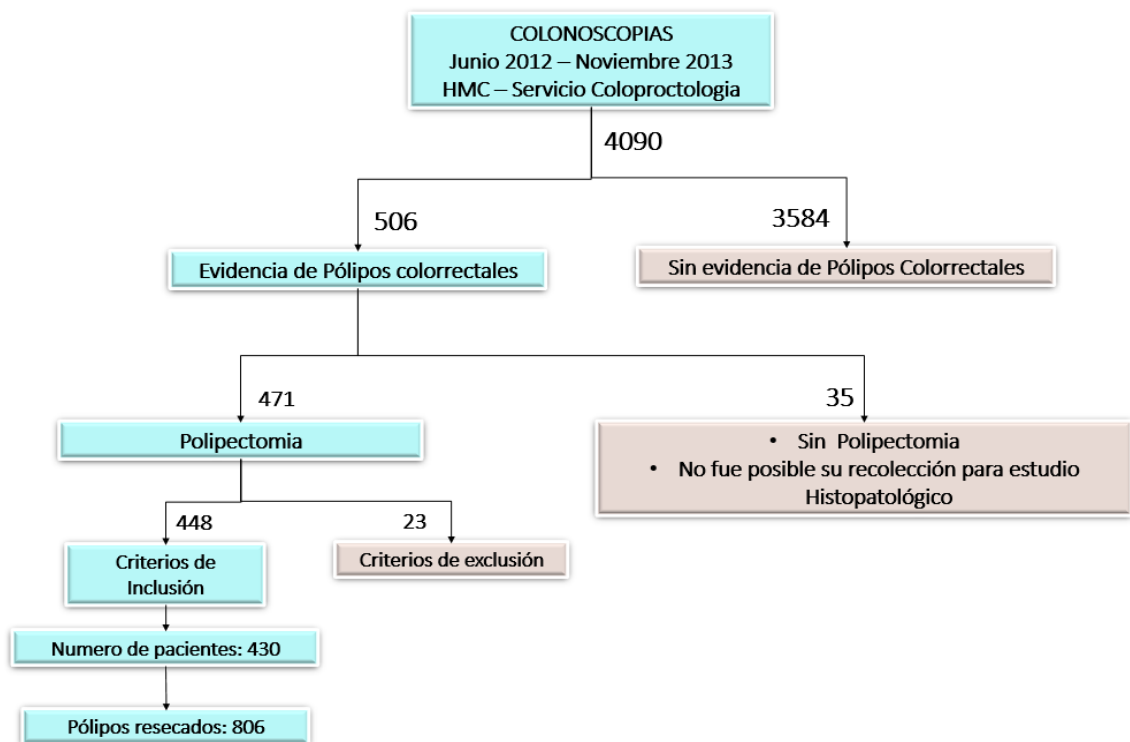 COLONOSCOPIAS
Junio 2012 – Noviembre 2013
HMC – Servicio Coloproctologia
4090
506
3584
Evidencia de Pólipos colorrectales
Sin evidencia de Pólipos Colorrectales
471
35
Polipectomia
• Sin Polipectomia
• No fue posible su recolección para estudio
Histopatológico
448
23
Criterios de
Inclusión
Criterios de exclusión
Numero de pacientes: 430
Pólipos resecados: 806